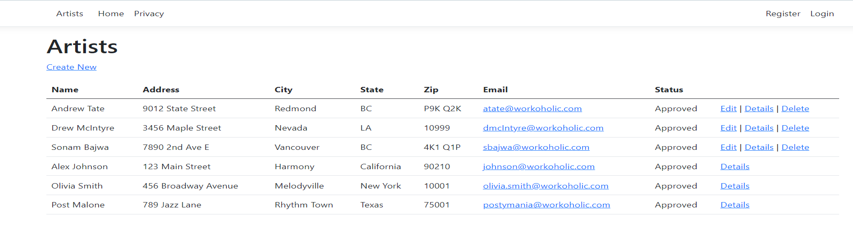 Artists Home Privacy Register Login
Artists
Create New
Name Address City State Zip Email Status
Andrew Tate 9012 State Street Redmond BC P9K Q2K atate@workoholic.com Approved Edit | Details | Delete
Drew McIntyre 3456 Maple Street Nevada LA 10999 dmcIntyre@workoholic.com Approved Edit | Details | Delete
Sonam Bajwa 7890 2nd Ave E Vancouver BC 4K1 Q1P sbajwa@workoholic.com Approved Edit | Details | Delete
Alex Johnson 123 Main Street Harmony California 90210 johnson@workoholic.com Approved Details
Olivia Smith 456 Broadway Avenue Melodyville New York 10001 olivia.smith@workoholic.com Approved Details
Post Malone 789 Jazz Lane Rhythm Town Texas 75001 postymania@workoholic.com Approved Details